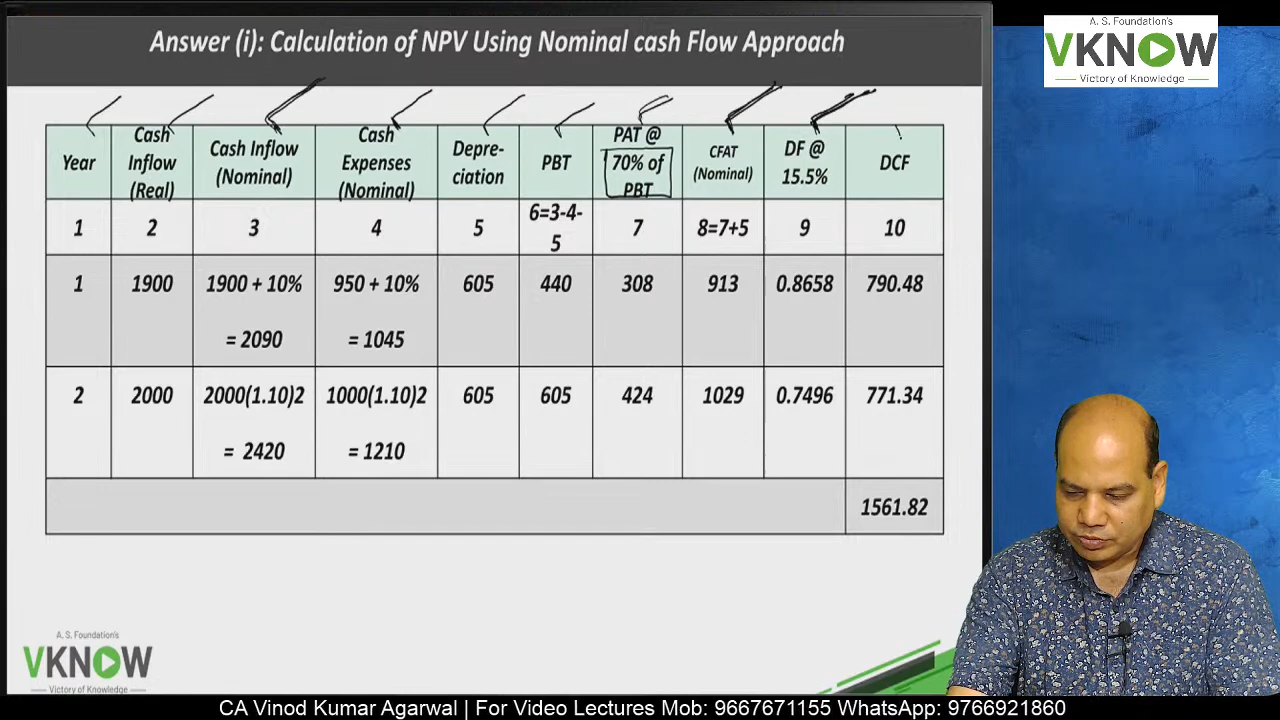 Answer (i): Calculation of NPV Using Nominal cash Flow Approach
A. S. Foundation's
VKNOW
Victory of Knowledge
Year
Cash
Inflow
(Real)
Cash Inflow
(Nominal)
Cash
Expenses
(Nominal)
Depre-
ciation
PBT
PAT @
70% of
PBT
CFAT
(Nominal)
DF @
15.5%
DCF
1
2
3
4
5
6=3-4-
5
7
8=7+5
9
10
1
1900
1900 + 10%
= 2090
950 + 10%
= 1045
605
440
308
913
0.8658
790.48
2
2000
2000(1.10)2
= 2420
1000(1.10)2
= 1210
605
605
424
1029
0.7496
771.34
1561.82
A. S. Foundation's
VKNOW
Victory of Knowledge
CA Vinod Kumar Agarwal | For Video Lectures Mob: 9667671155 WhatsApp: 9766921860